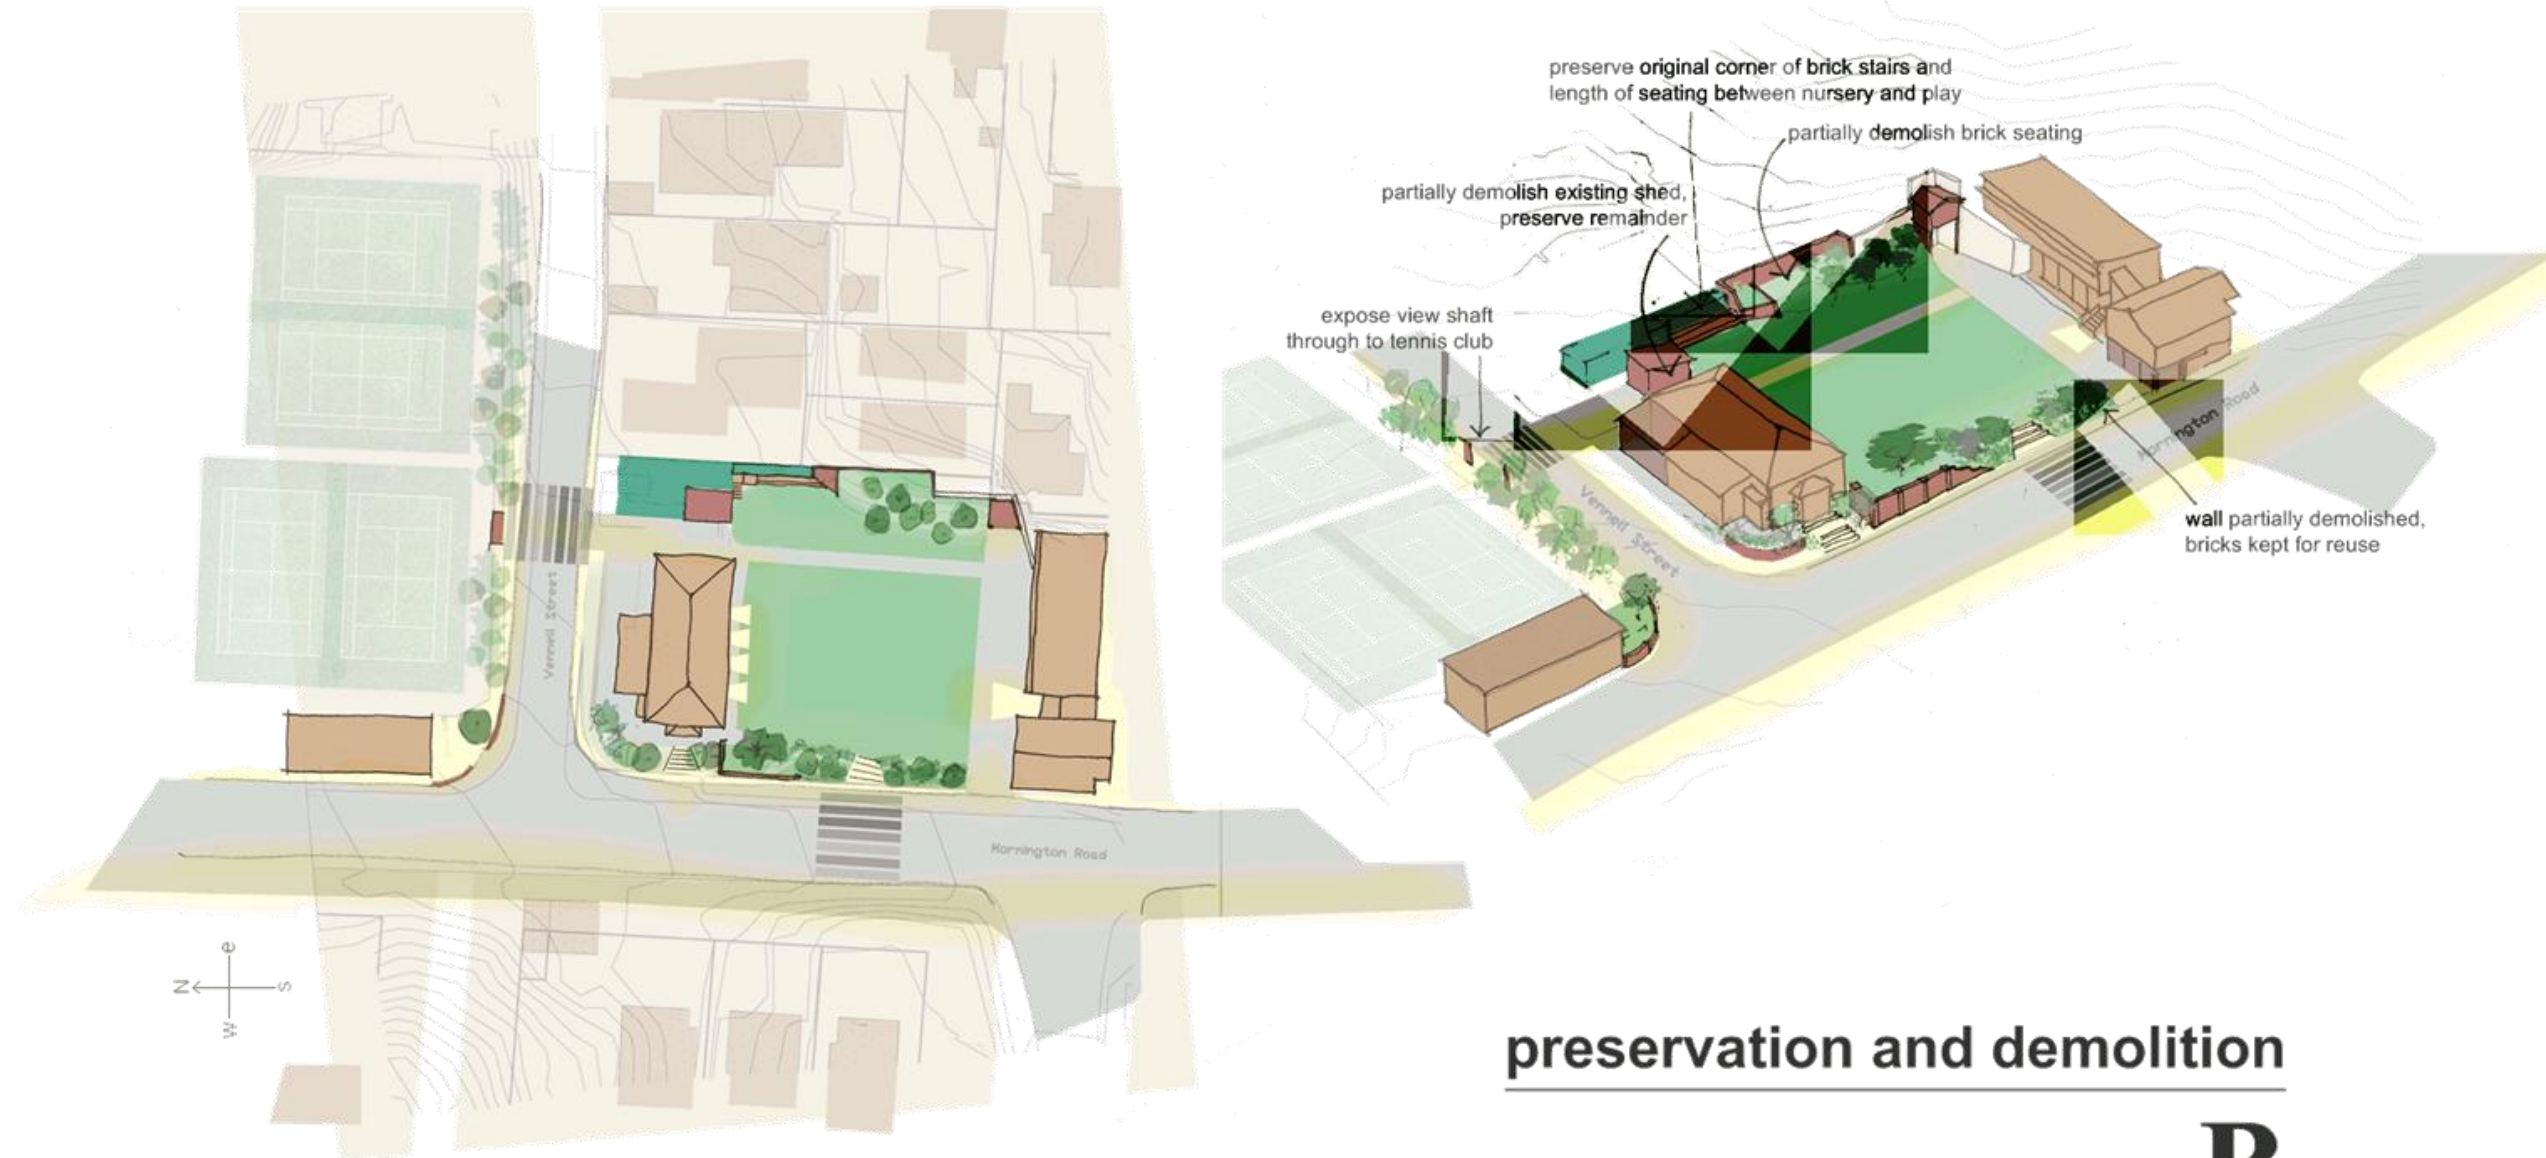 preserve original corner of brick stairs and
length of seating between nursery and play
partially demolish brick seating
partially demolish existing shed,
preserve remainder
expose view shaft
through to tennis club
Vennell Street
Mornington Road
wall partially demolished,
bricks kept for reuse
Vennell Street
Mornington Road
e
N
S
w
preservation and demolition